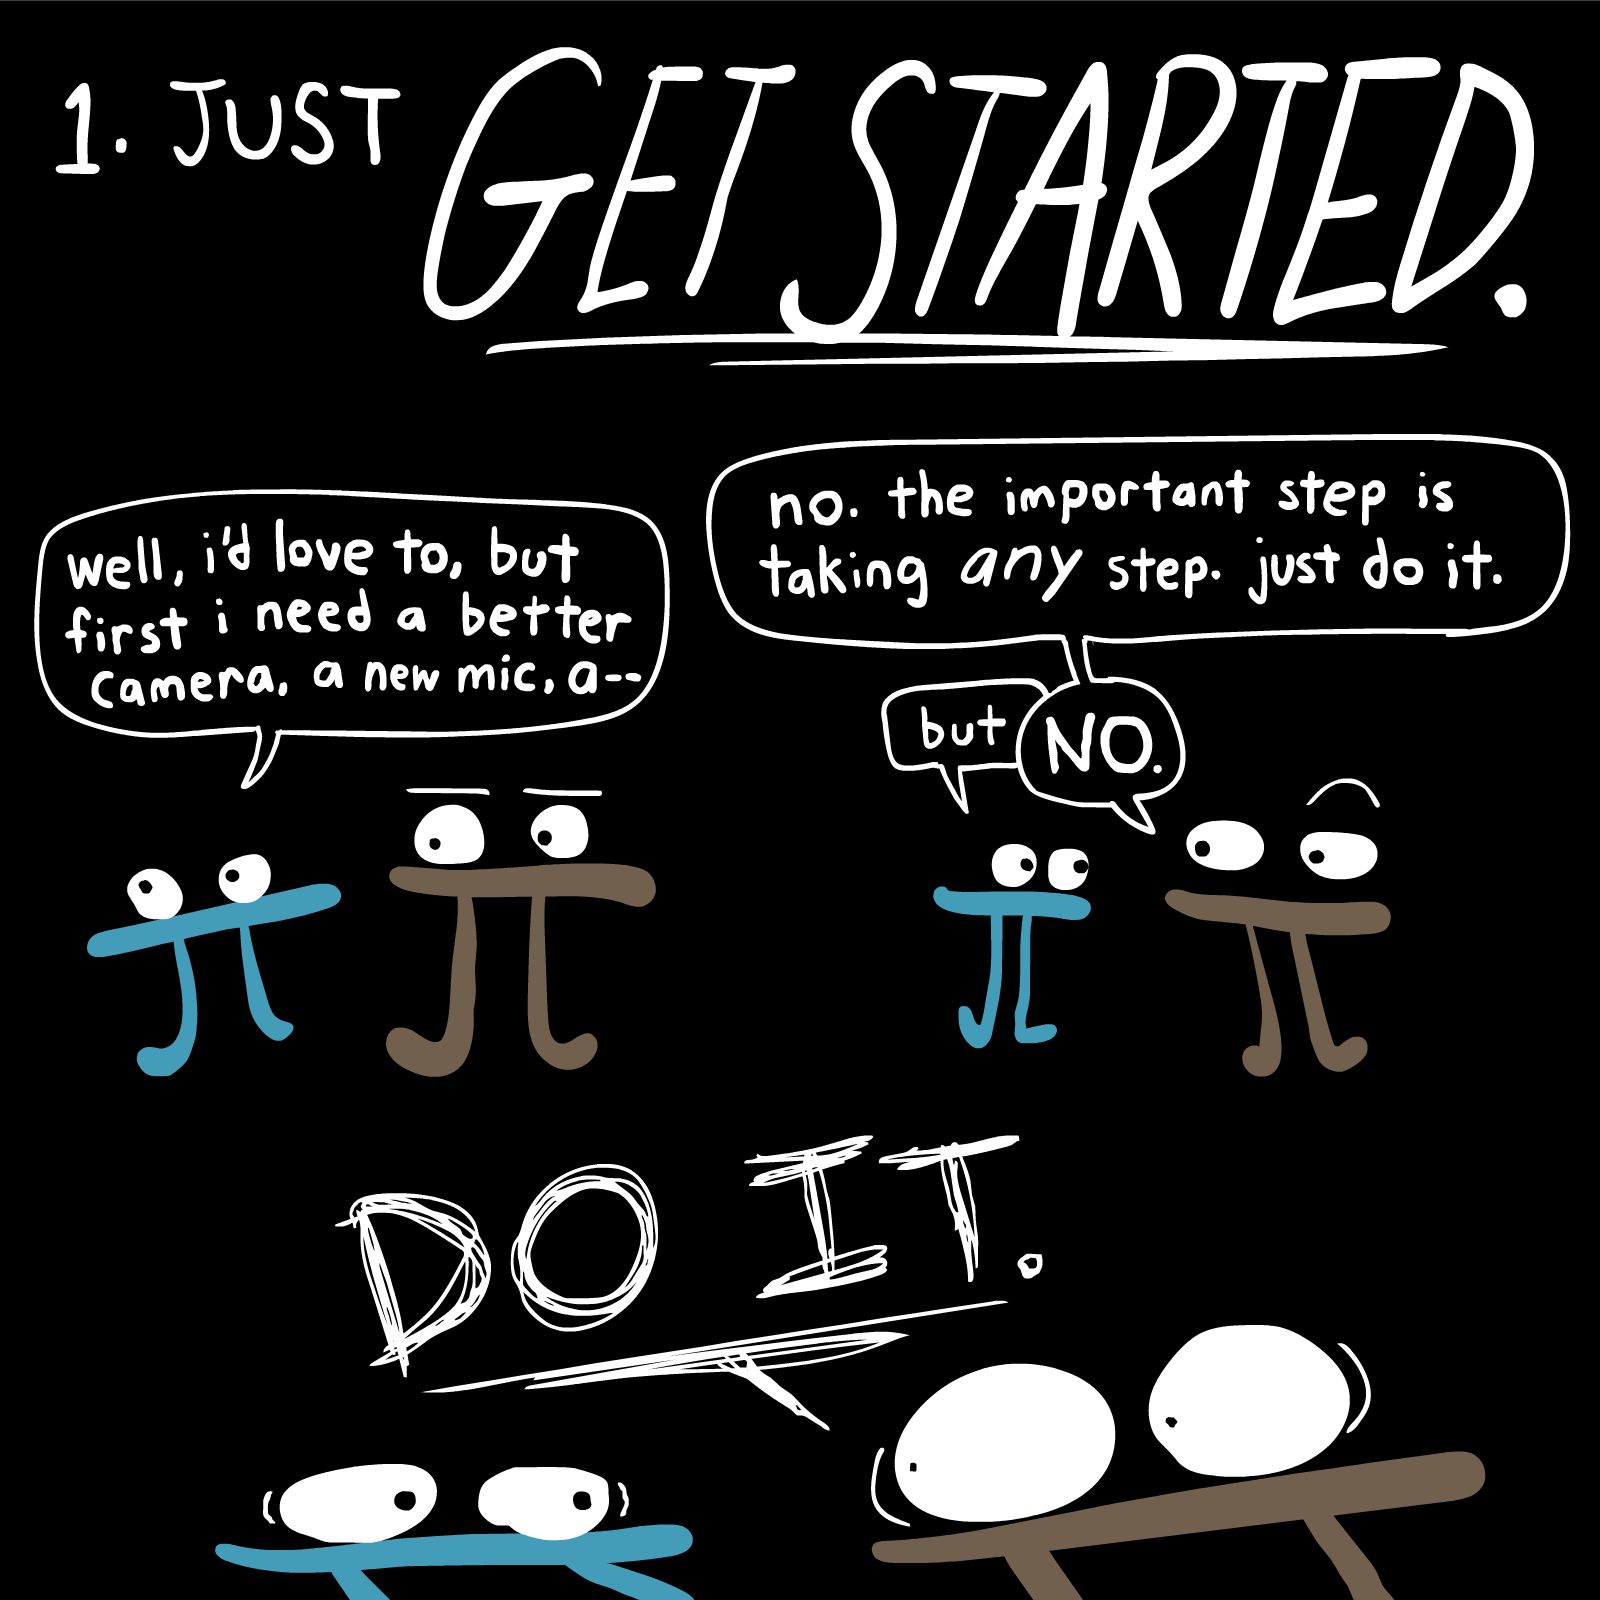 1. JUST GET STARTED.
well, i'd love to, but
first i need a better
camera, a new mic, a--
no. the important step is
taking any step. just do it.
but
NO.
DO IT.